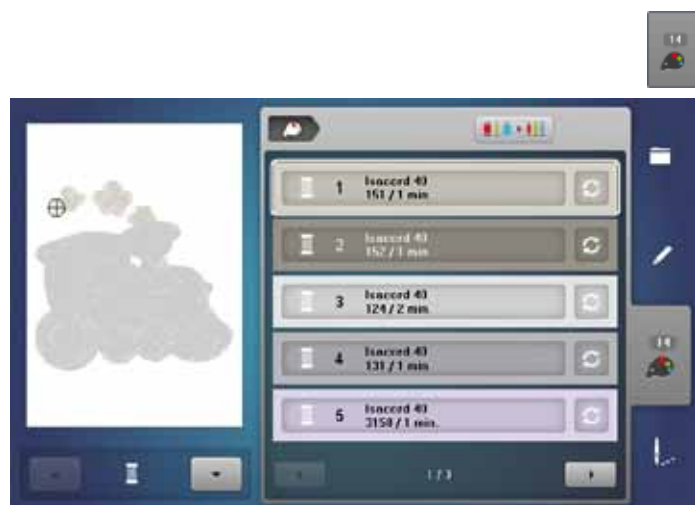 14
1
Isacord 40
151 / 1 min
2
Isacord 40
152 / 1 min
3
Isacord 40
124 / 2 min
4
Isacord 40
131 / 1 min
14
5
Isacord 40
3150 / 1 min.
1 / 3